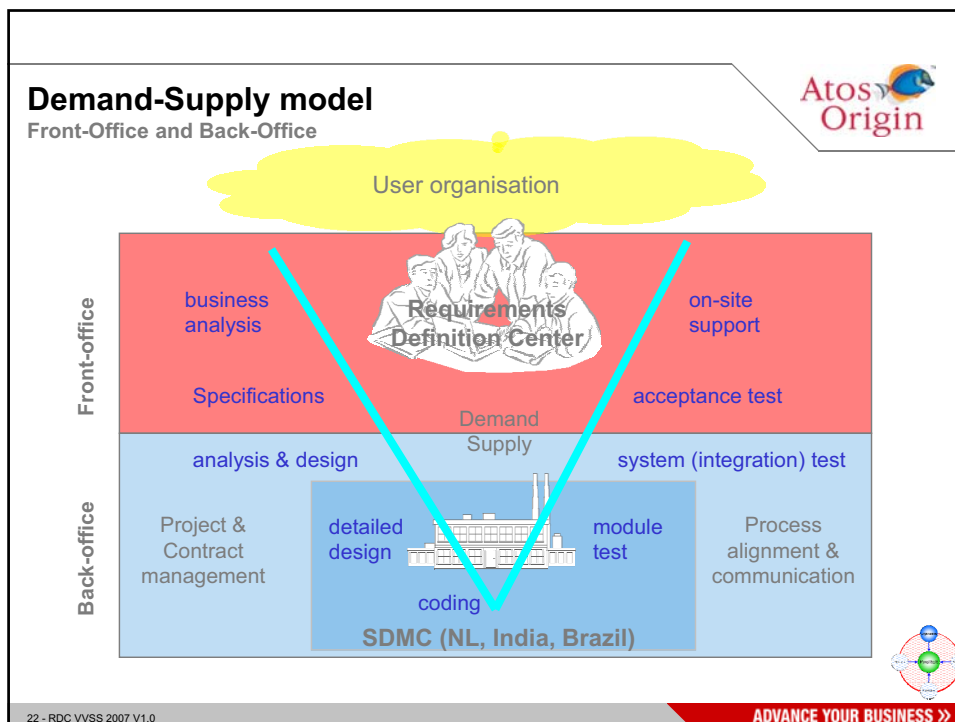 Demand-Supply model
Front-Office and Back-Office
Atos
Origin
User organisation
Front-office
business
analysis
Requirements
Definition Center
on-site
support
Specifications
acceptance test
Demand
Supply
Back-office
analysis & design
system (integration) test
Project &
Contract
management
detailed
design
module
test
Process
alignment &
communication
coding
SDMC (NL, India, Brazil)
22 - RDC VVSS 2007 V1.0
ADVANCE YOUR BUSINESS »